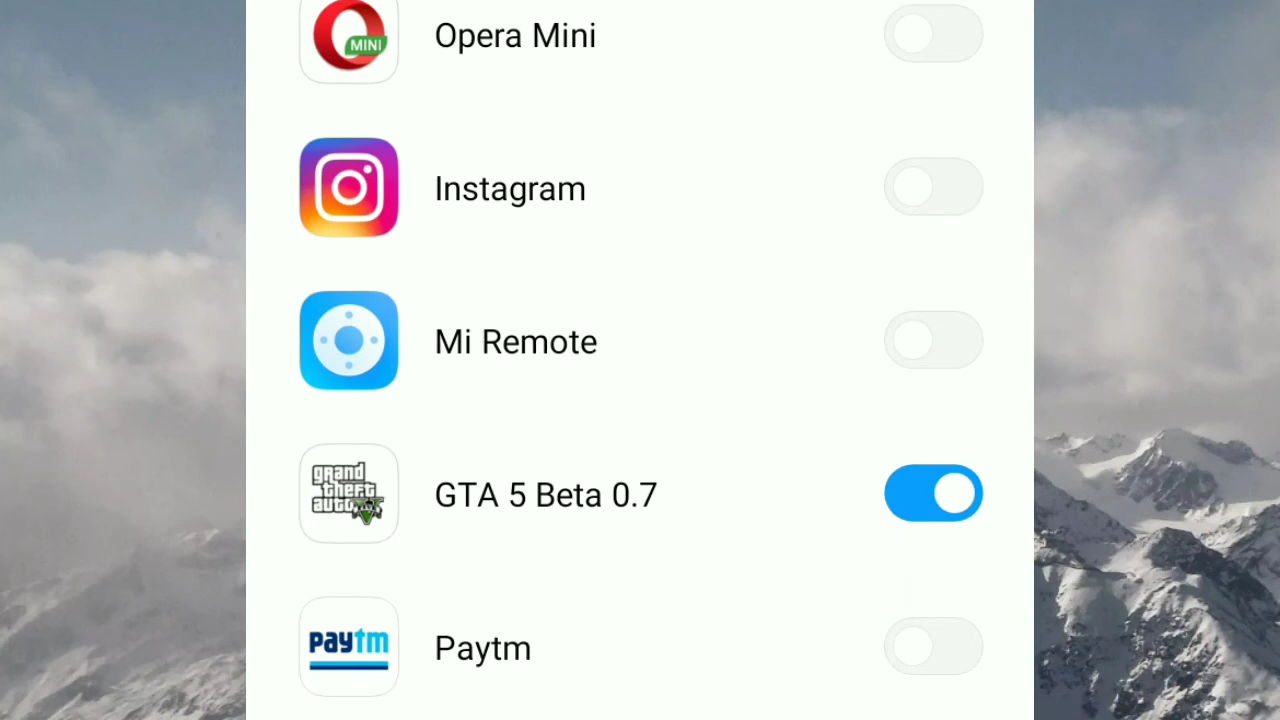 MINI
Opera Mini
Instagram
Mi Remote
grand
theft
auto
GTA 5 Beta 0.7
paytm
Paytm